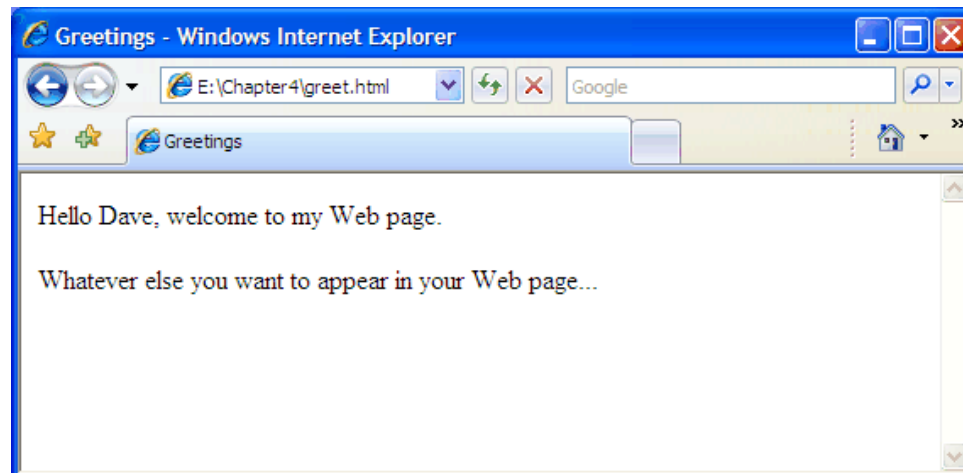 Greetings - Windows Internet Explorer
E:\Chapter4\greet.html
Google
Greetings
»
Hello Dave, welcome to my Web page.
Whatever else you want to appear in your Web page...